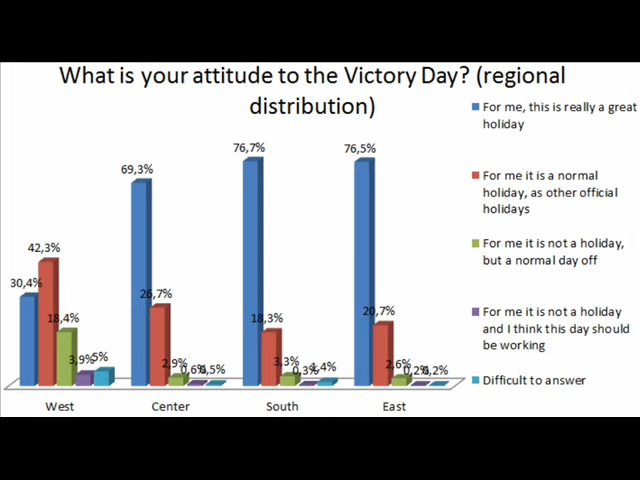 What is your attitude to the Victory Day? (regional
distribution)
For me, this is really a great
holiday
For me it is a normal
holiday, as other official
holidays
For me it is not a holiday,
but a normal day off
For me it is not a holiday
and I think this day should
be working
Difficult to answer
30,4%
42,3%
18,4%
3,9%
5%
69,3%
26,7%
2,9%
0,6%
0,5%
76,7%
18,3%
3,3%
0,3%
1,4%
76,5%
20,7%
2,6%
0,2%
0,2%
West
Center
South
East